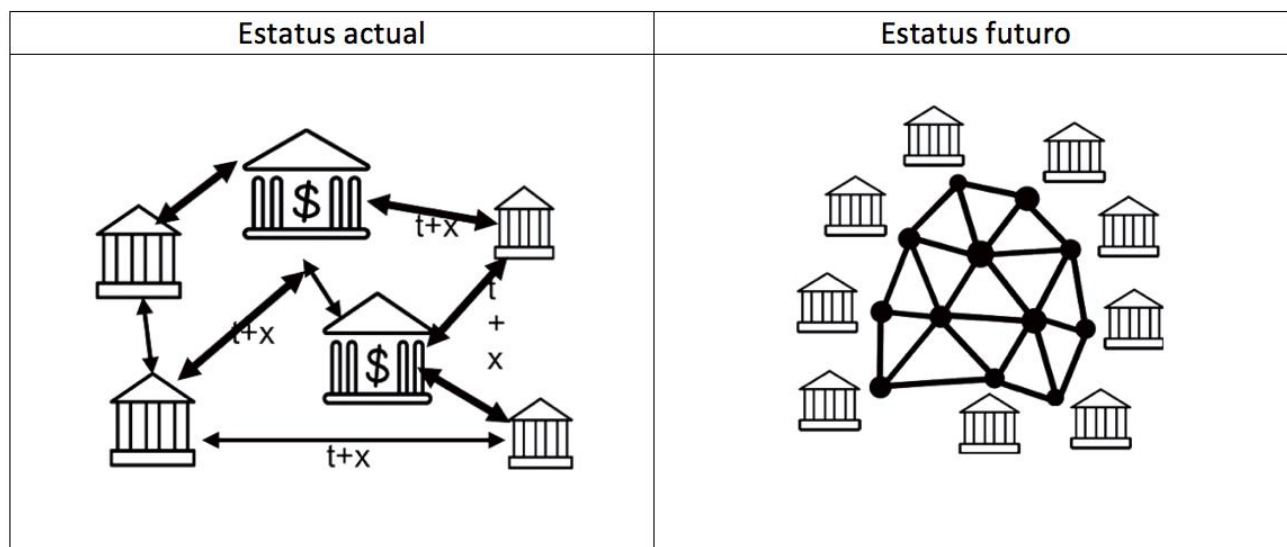 Estatus actual
Estatus futuro
$
t+x
t+x
t
+
x
$
t+x